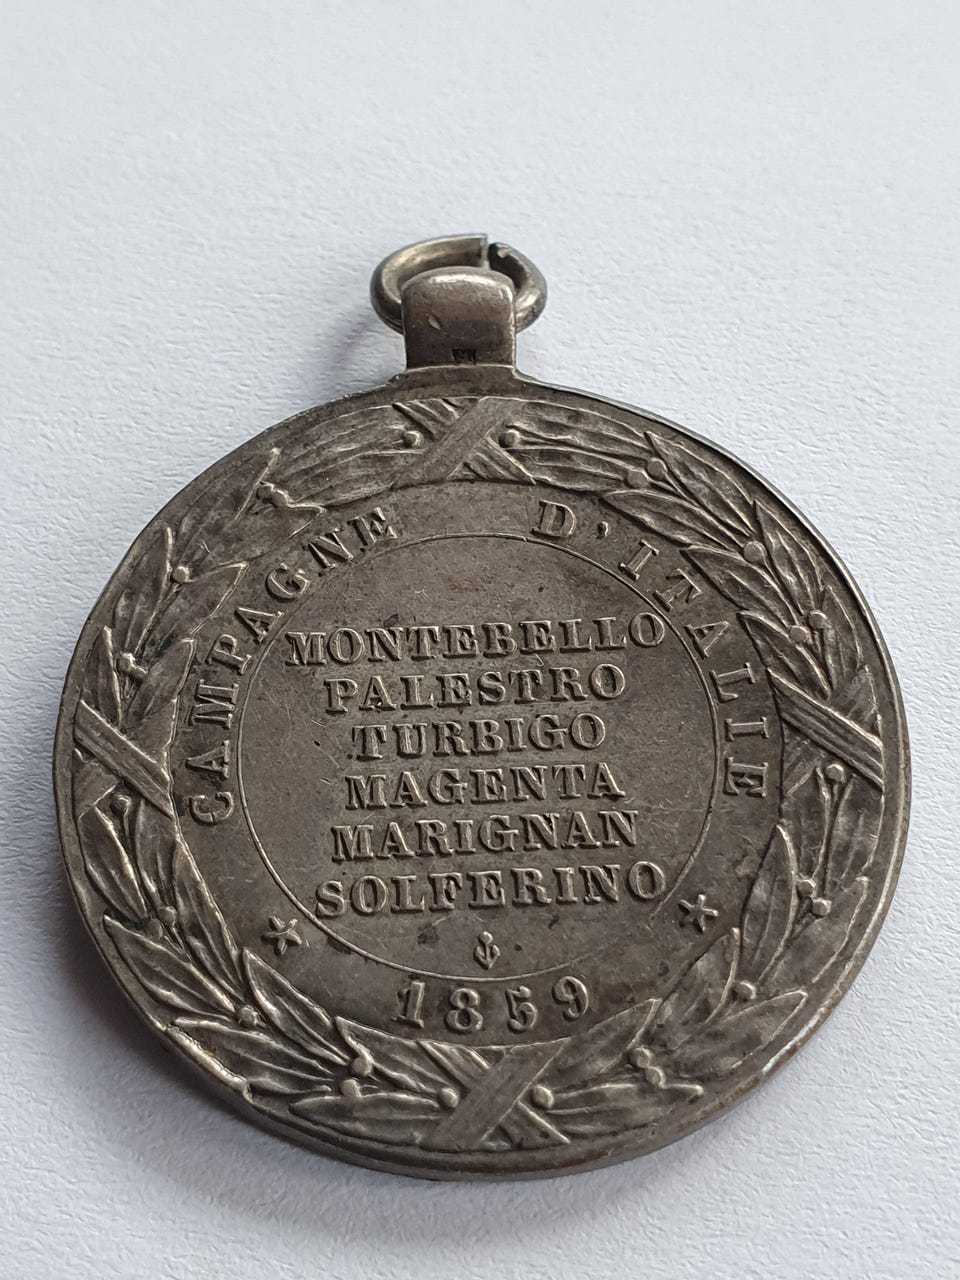 CAMPAGNE D'ITALIE
MONTEBELLO
PALESTRO
TURBIGO
MAGENTA
MARIGNAN
SOLFERINO
1859